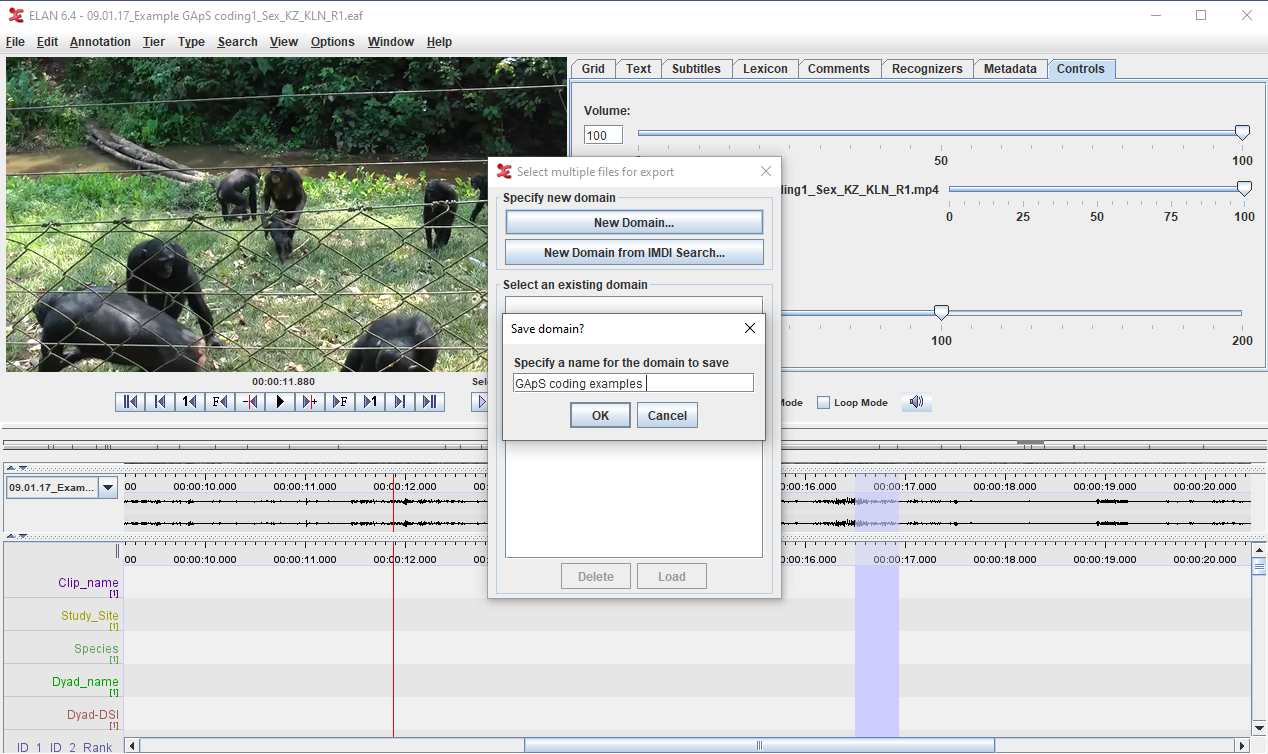 ELAN 6.4 - 09.01.17_Example GApS coding1_Sex_KZ_KLN_R1.eaf
File Edit Annotation Tier Type Search View Options Window Help
Grid Text Subtitles Lexicon Comments Recognizers Metadata Controls
Volume:
100
50 100
ding1_Sex_KZ_KLN_R1.mp4
0 25 50 75 100
100 200
Select multiple files for export
Specify new domain
New Domain...
New Domain from IMDI Search...
Select an existing domain
Save domain?
Specify a name for the domain to save
GApS coding examples
OK Cancel
Delete Load
00:00:11.880
Sel
1 F F 1
Mode Loop Mode
09.01.17_Exam...
00 00:00:10.000 00:00:11.000 00:00:12.000 0:00:16.000 00:00:17.000 00:00:18.000 00:00:19.000 00:00:20.000
00 00:00:10.000 00:00:11.000 00:00:12.000 0:00:16.000 00:00:17.000 00:00:18.000 00:00:19.000 00:00:20.000
Clip_name
[1]
Study_Site
[1]
Species
[1]
Dyad_name
[1]
Dyad-DSI
[1]
ID_1_ID_2_Rank